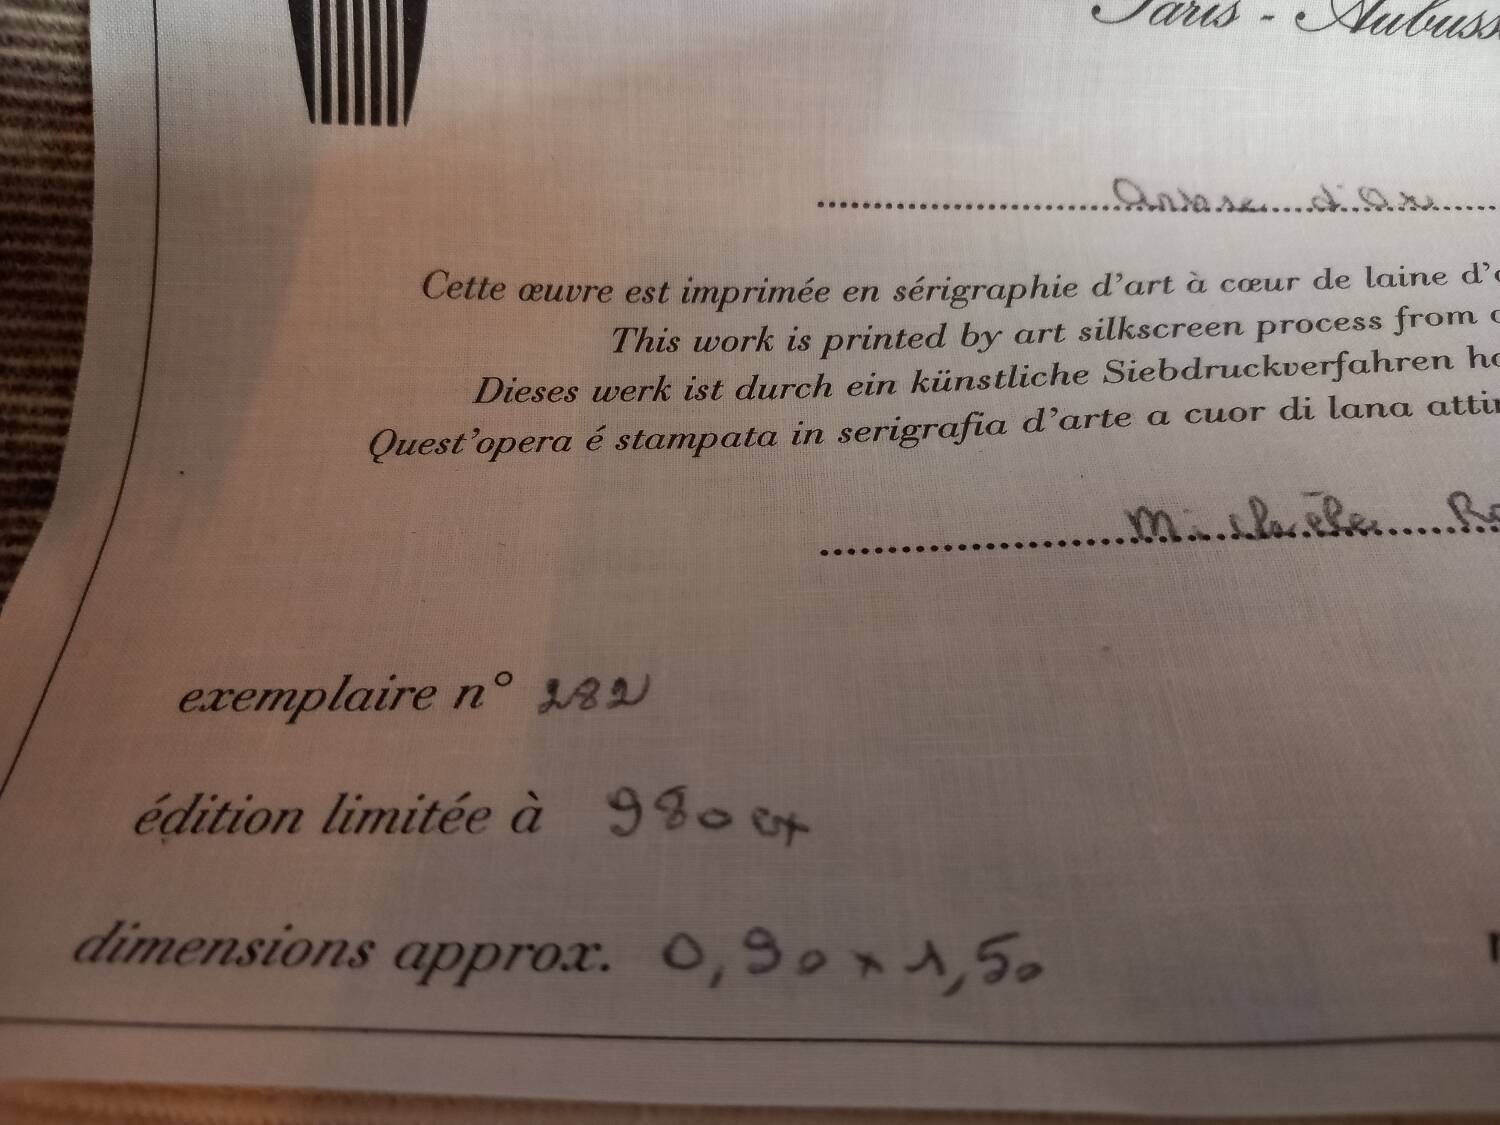 Paris - Aubuss
d'
Cette œuvre est imprimée en sérigraphie d'art à cœur de laine d'
This work is printed by art silkscreen process from
Dieses werk ist durch ein künstliche Siebdruckverfahren
Quest'opera é stampata in serigrafia d'arte a cuor di lana
Michèle
exemplaire n° 282
édition limitée à 980 ex
dimensions approx. 0,90 x 1,50